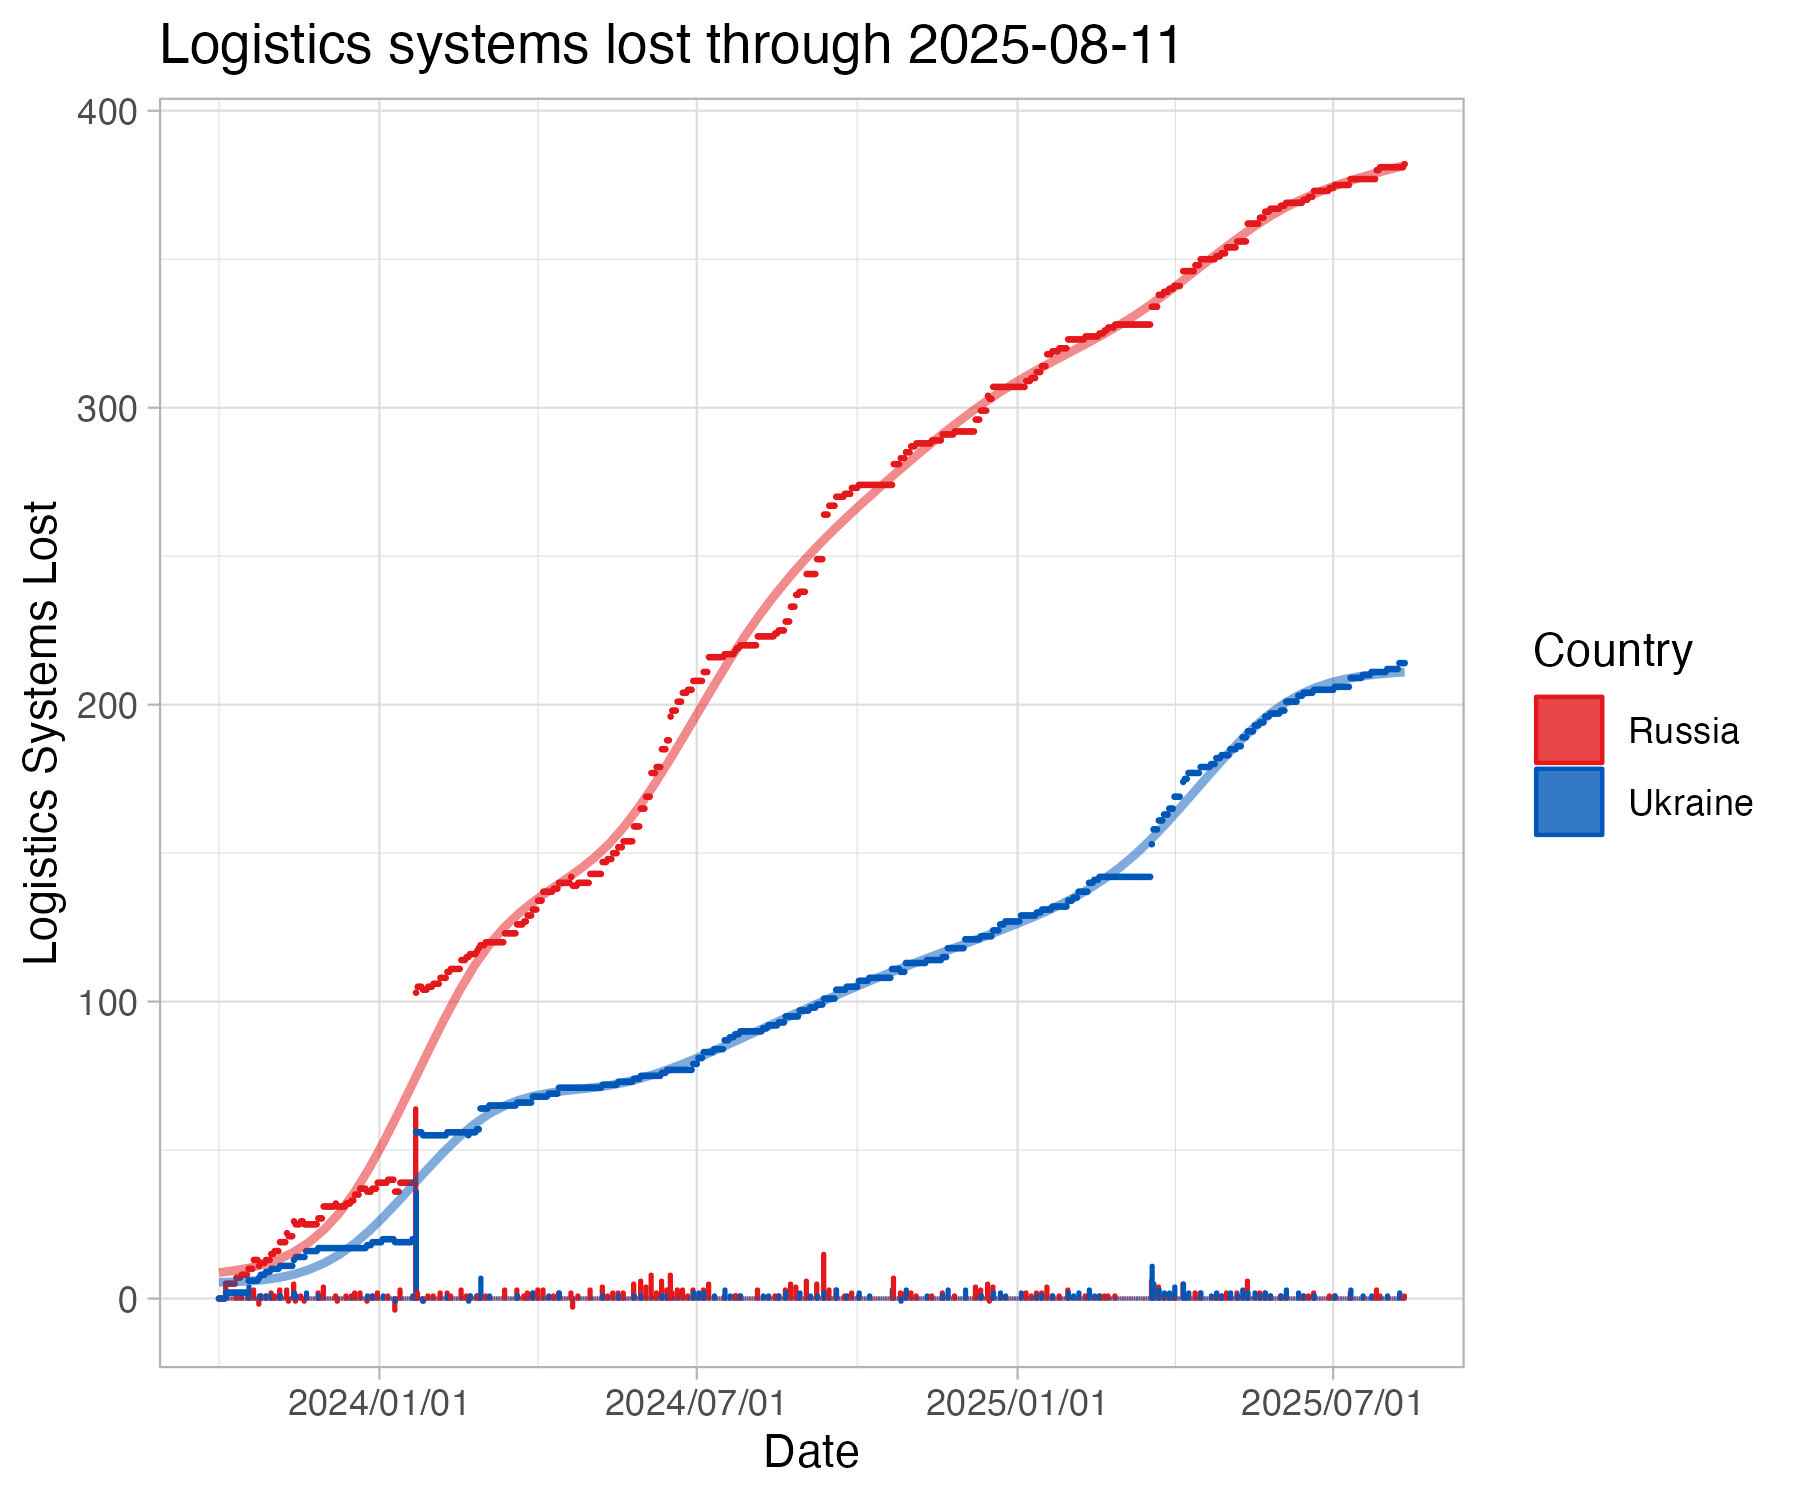 Logistics systems lost through 2025-08-11
Logistics Systems Lost
400
300
200
100
0
2024/01/01
2024/07/01
2025/01/01
2025/07/01
Date
Country
Russia
Ukraine